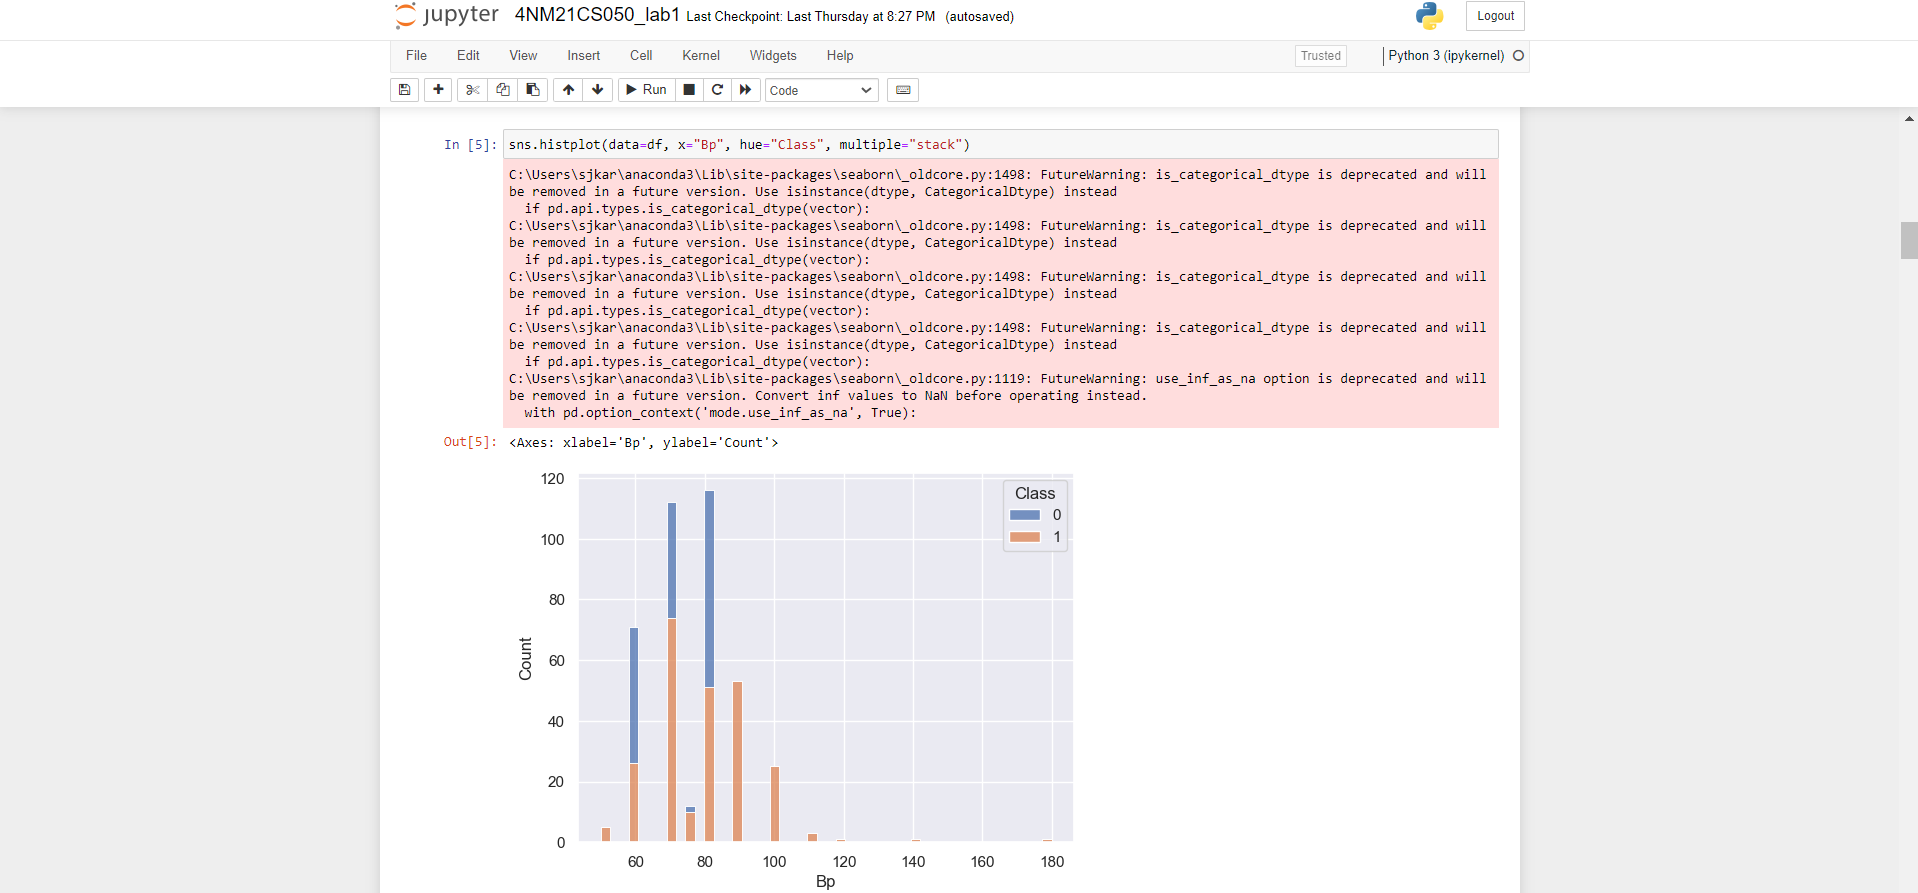 jupyter 4NM21CS050_lab1 Last Checkpoint: Last Thursday at 8:27 PM (autosaved) Logout
File Edit View Insert Cell Kernel Widgets Help Trusted Python 3 (ipykernel)
Run Code
In [5]: sns.histplot(data=df, x="Bp", hue="Class", multiple="stack")
C:\Users\sjkar\anaconda3\Lib\site-packages\seaborn\_oldcore.py:1498: FutureWarning: is_categorical_dtype is deprecated and will
be removed in a future version. Use isinstance(dtype, CategoricalDtype) instead
if pd.api.types.is_categorical_dtype(vector):
C:\Users\sjkar\anaconda3\Lib\site-packages\seaborn\_oldcore.py:1498: FutureWarning: is_categorical_dtype is deprecated and will
be removed in a future version. Use isinstance(dtype, CategoricalDtype) instead
if pd.api.types.is_categorical_dtype(vector):
C:\Users\sjkar\anaconda3\Lib\site-packages\seaborn\_oldcore.py:1498: FutureWarning: is_categorical_dtype is deprecated and will
be removed in a future version. Use isinstance(dtype, CategoricalDtype) instead
if pd.api.types.is_categorical_dtype(vector):
C:\Users\sjkar\anaconda3\Lib\site-packages\seaborn\_oldcore.py:1498: FutureWarning: is_categorical_dtype is deprecated and will
be removed in a future version. Use isinstance(dtype, CategoricalDtype) instead
if pd.api.types.is_categorical_dtype(vector):
C:\Users\sjkar\anaconda3\Lib\site-packages\seaborn\_oldcore.py:1119: FutureWarning: use_inf_as_na option is deprecated and will
be removed in a future version. Convert inf values to NaN before operating instead.
with pd.option_context('mode.use_inf_as_na', True):
Out[5]: <Axes: xlabel='Bp', ylabel='Count'>
120
100
80
60
40
20
0
Count
Class
0
1
60 80 100 120 140 160 180
Bp